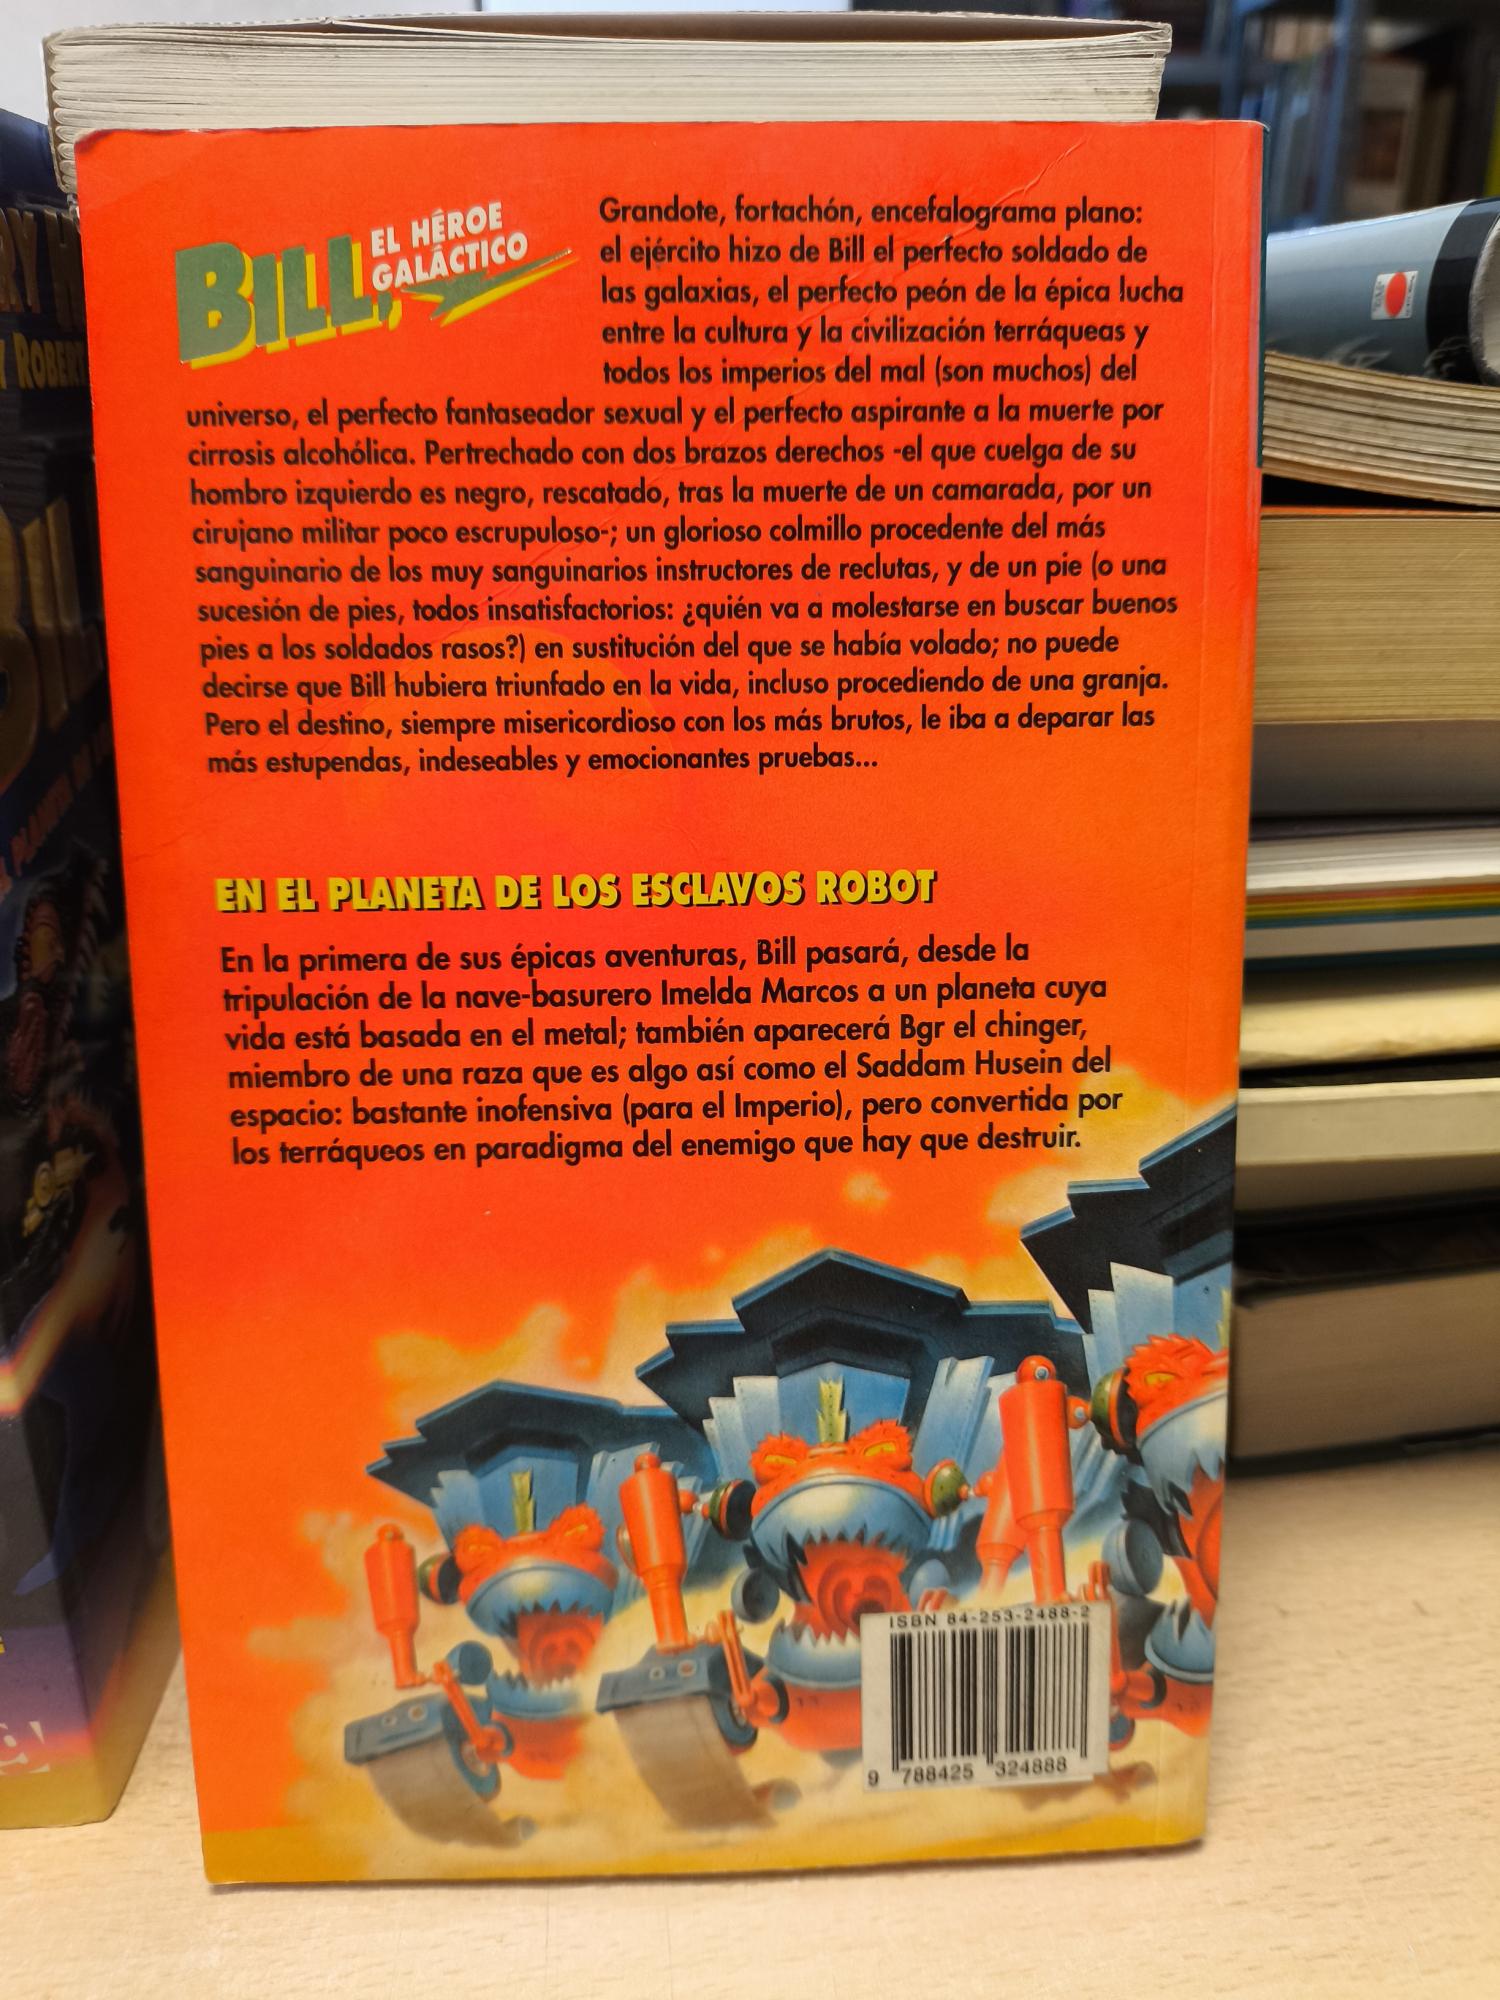 BILL,
EL HÉROE
GALÁCTICO
Grandote, fortachón, encefalograma plano:
el ejército hizo de Bill el perfecto soldado de
las galaxias, el perfecto peón de la épica lucha
entre la cultura y la civilización terráqueas y
todos los imperios del mal (son muchos) del
universo, el perfecto fantaseador sexual y el perfecto aspirante a la muerte por
cirrosis alcohólica. Pertrechado con dos brazos derechos -el que cuelga de su
hombro izquierdo es negro, rescatado, tras la muerte de un camarada, por un
cirujano militar poco escrupuloso-; un glorioso colmillo procedente del más
sanguinario de los muy sanguinarios instructores de reclutas, y de un pie (o una
sucesión de pies, todos insatisfactorios: ¿quién va a molestarse en buscar buenos
pies a los soldados rasos?) en sustitución del que se había volado; no puede
decirse que Bill hubiera triunfado en la vida, incluso procediendo de una granja.
Pero el destino, siempre misericordioso con los más brutos, le iba a deparar las
más estupendas, indeseables y emocionantes pruebas...
EN EL PLANETA DE LOS ESCLAVOS ROBOT
En la primera de sus épicas aventuras, Bill pasará, desde la
tripulación de la nave-basurero Imelda Marcos a un planeta cuya
vida está basada en el metal; también aparecerá Bgr el chinger,
miembro de una raza que es algo así como el Saddam Husein del
espacio: bastante inofensiva (para el Imperio), pero convertida por
los terráqueos en paradigma del enemigo que hay que destruir.
ISBN 84-253-2488-2
9 788425 324888